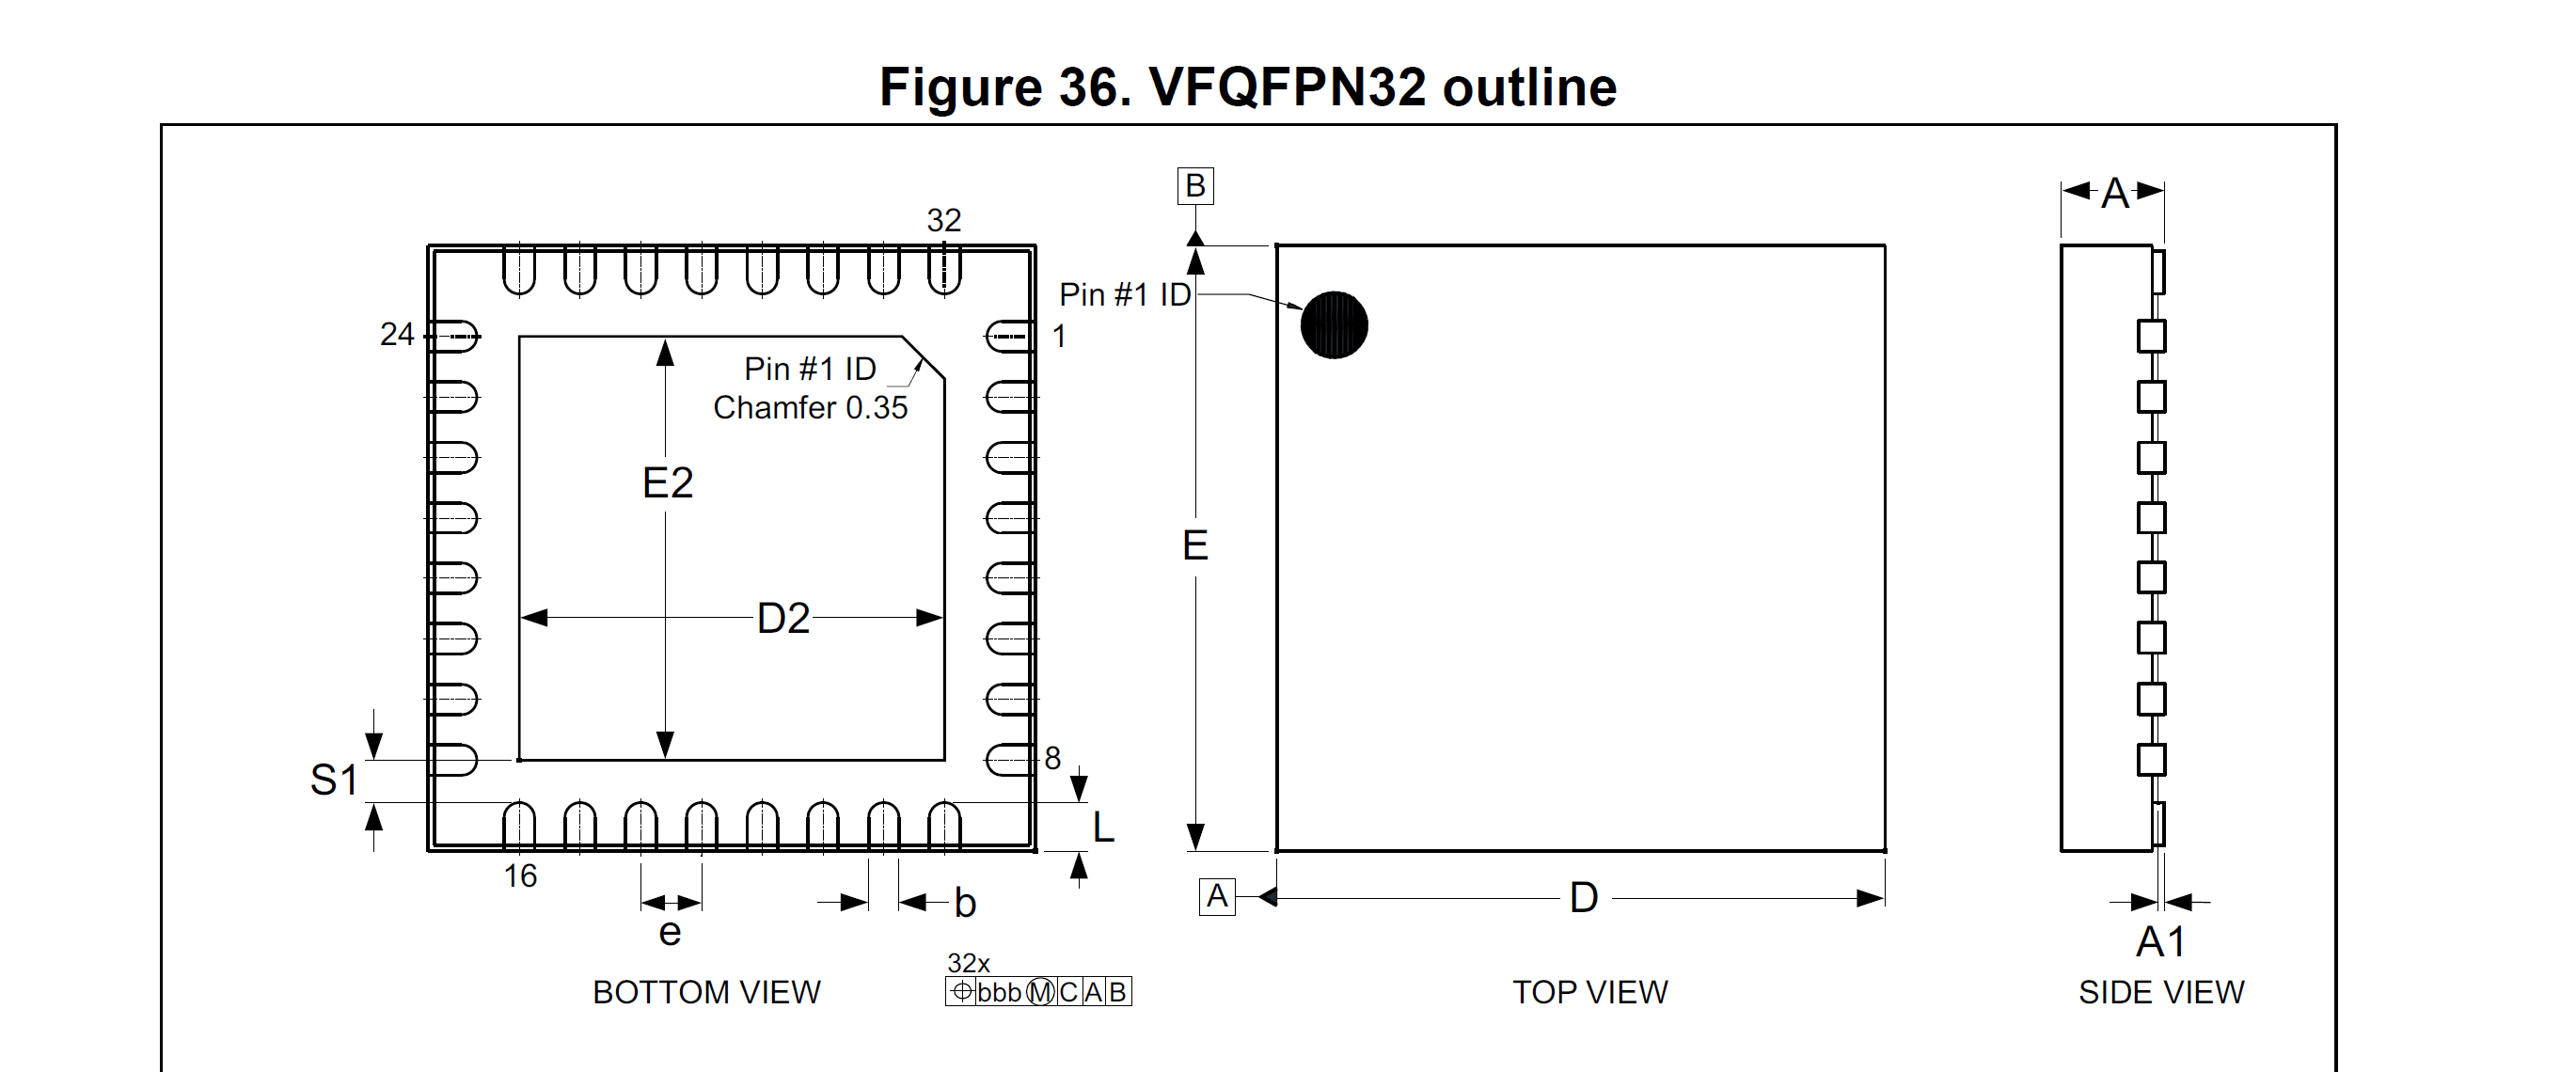 Figure 36. VFQFPN32 outline
B
A
32
24
1
Pin #1 ID
Pin #1 ID
Chamfer 0.35
E2
E
D2
8
S1
L
16
e
b
A
D
A1
32x
bbb M C A B
BOTTOM VIEW
TOP VIEW
SIDE VIEW